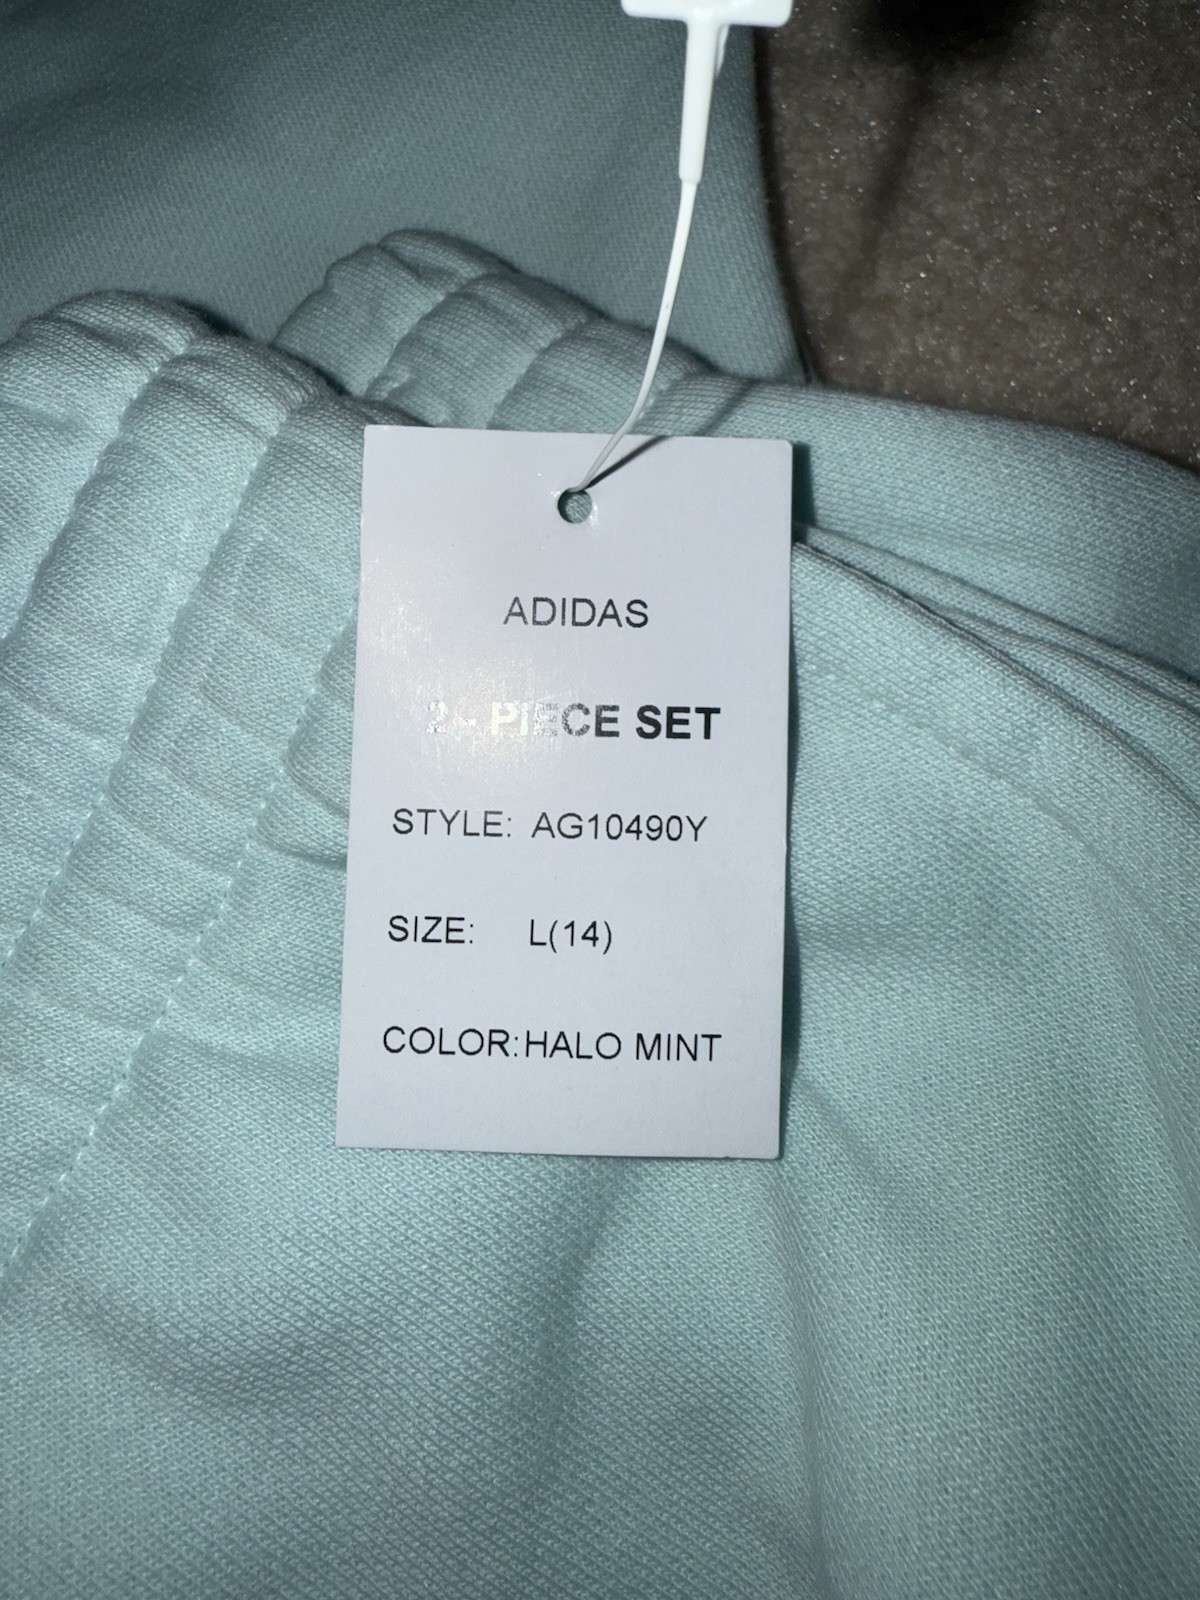 ADIDAS
2- PIECE SET
STYLE: AG10490Y
SIZE: L(14)
COLOR:HALO MINT